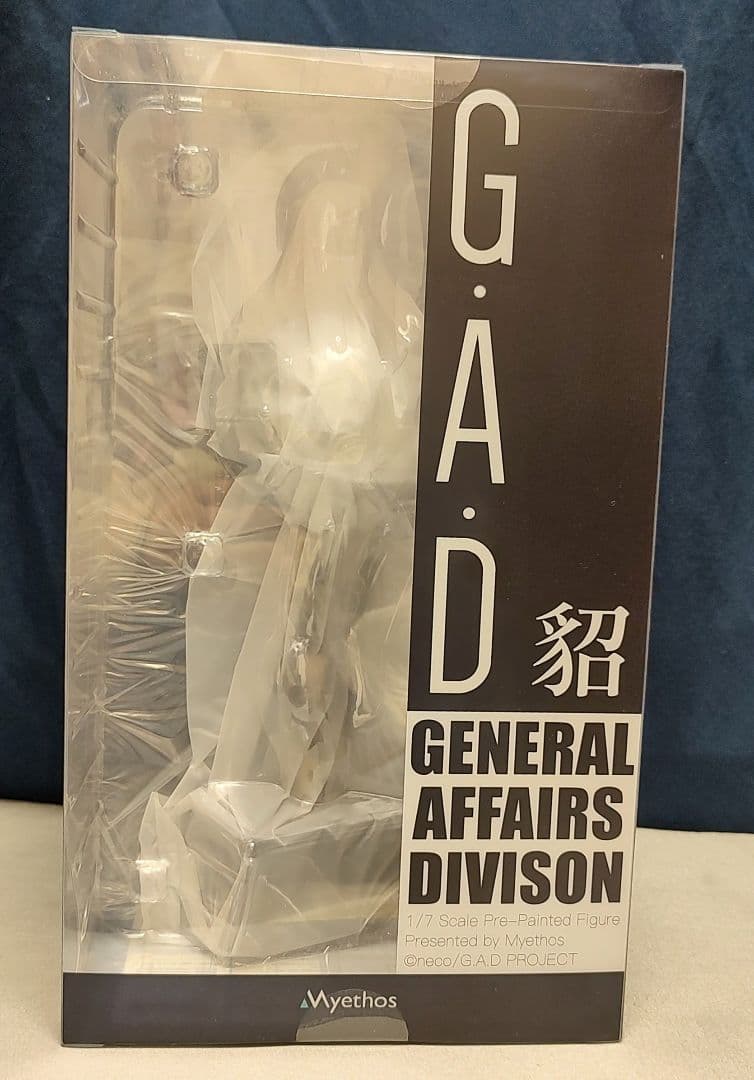 G·A·D
貂
GENERAL
AFFAIRS
DIVISON
1/7 Scale Pre-Painted Figure
Presented by Myethos
©neco/G.A.D PROJECT
Myethos